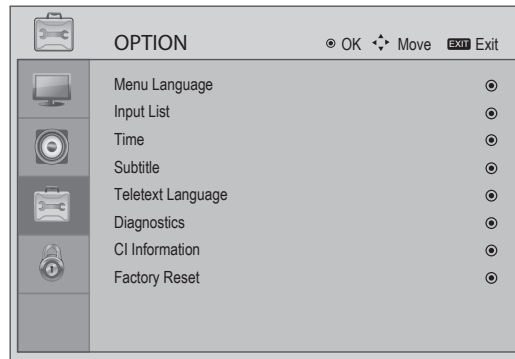 OPTION
OK Move EXIT Exit
Menu Language
Input List
Time
Subtitle
Teletext Language
Diagnostics
CI Information
Factory Reset